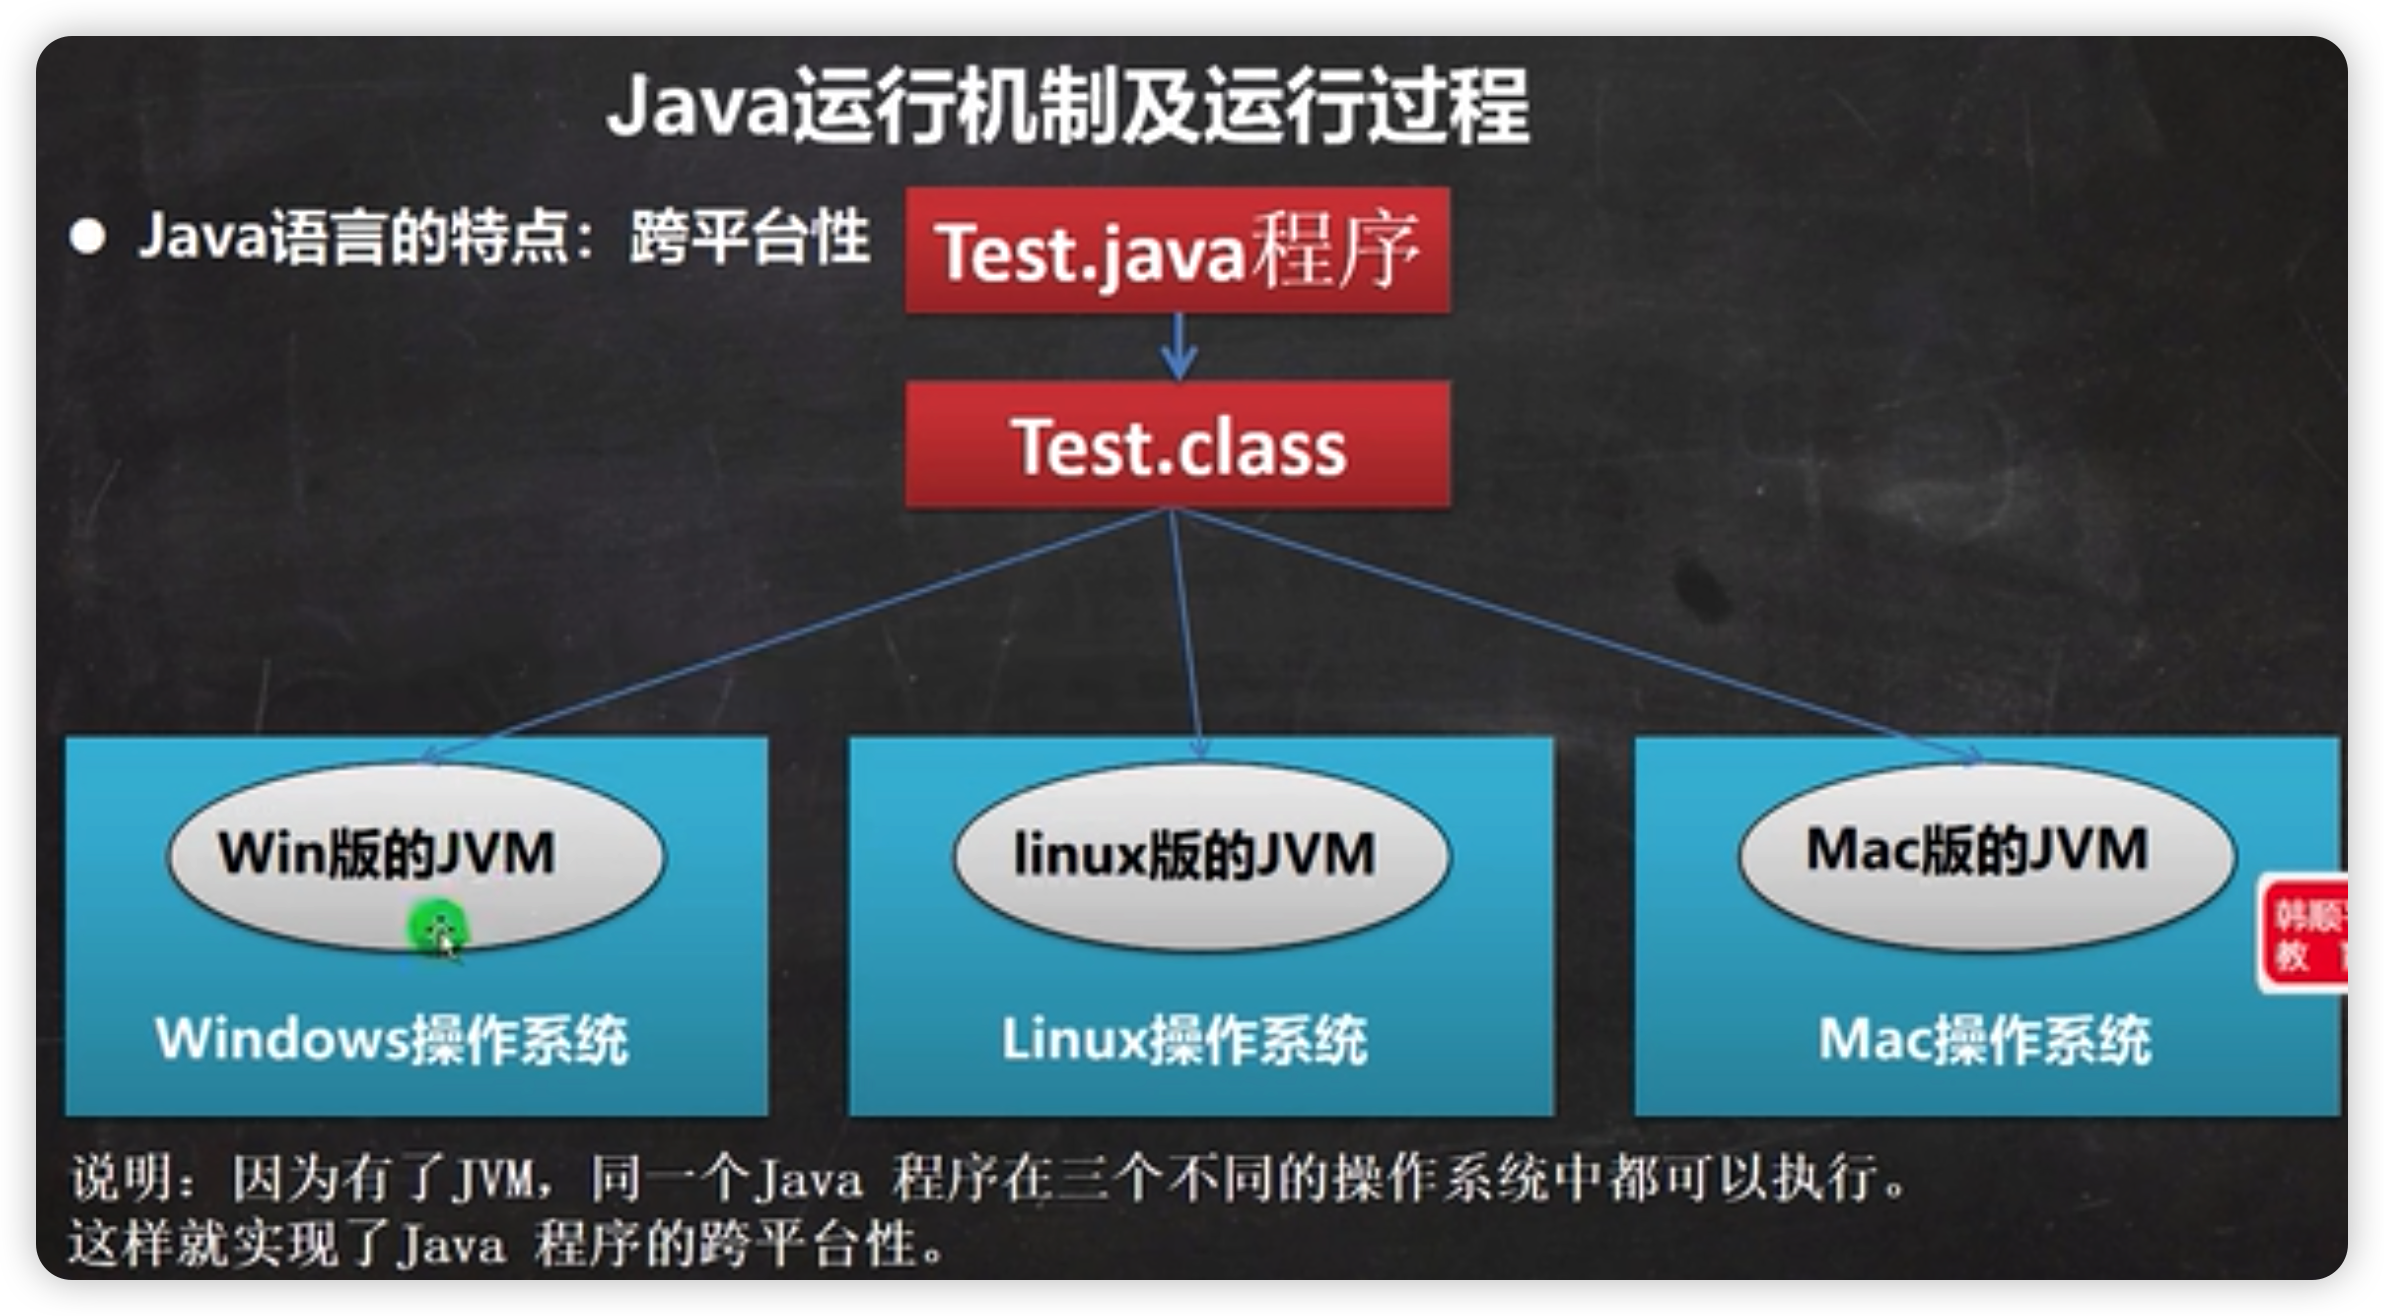 Java运行机制及运行过程
Java语言的特点：跨平台性
Test.java程序
Test.class
Win版的JVM
linux版的JVM
Mac版的JVM
韩顺
教
Windows操作系统
Linux操作系统
Mac操作系统
说明：因为有了JVM，同一个Java 程序在三个不同的操作系统中都可以执行。
这样就实现了Java 程序的跨平台性。